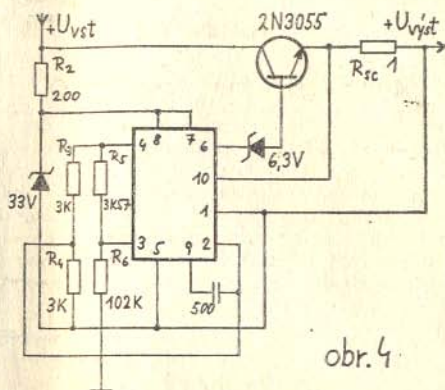 +Uvst
2N3055
+Uvýst
R2
200
Rsc
1
8
7
6
6,3V
R3
R5
4
10
33V
3K
3K57
1
3
5
9
2
R4
R6
3K
102K
500
obr. 4